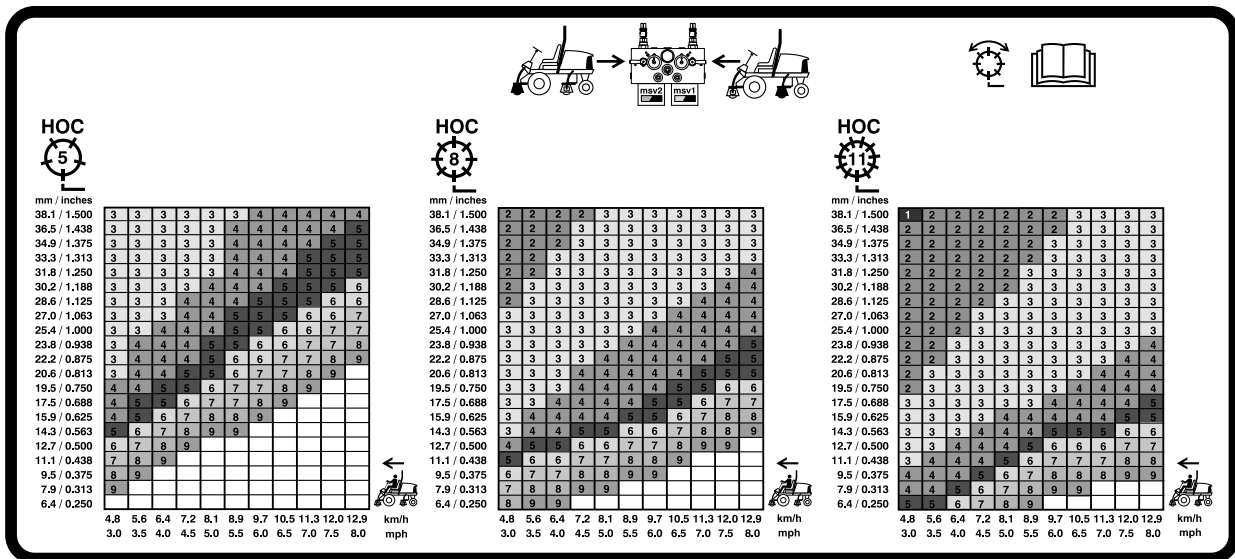 msv2 msv1
HOC HOC HOC
5 8 11
mm / inches mm / inches mm / inches
38.1 / 1.500 3 3 3 3 3 3 4 4 4 4 4 38.1 / 1.500 2 2 2 2 3 3 3 3 3 3 3 38.1 / 1.500 1 2 2 2 2 2 2 3 3 3 3
36.5 / 1.438 3 3 3 3 3 4 4 4 4 4 5 36.5 / 1.438 2 2 2 3 3 3 3 3 3 3 3 36.5 / 1.438 2 2 2 2 2 2 2 3 3 3 3
34.9 / 1.375 3 3 3 3 3 4 4 4 4 5 5 34.9 / 1.375 2 2 2 3 3 3 3 3 3 3 3 34.9 / 1.375 2 2 2 2 2 2 3 3 3 3 3
33.3 / 1.313 3 3 3 3 3 4 4 4 5 5 5 33.3 / 1.313 2 2 3 3 3 3 3 3 3 3 3 33.3 / 1.313 2 2 2 2 2 3 3 3 3 3 3
31.8 / 1.250 3 3 3 3 3 4 4 4 5 5 5 31.8 / 1.250 2 2 3 3 3 3 3 3 3 3 4 31.8 / 1.250 2 2 2 2 2 3 3 3 3 3 3
30.2 / 1.188 3 3 3 3 4 4 4 5 5 5 6 30.2 / 1.188 2 3 3 3 3 3 3 3 3 4 4 30.2 / 1.188 2 2 2 2 2 3 3 3 3 3 3
28.6 / 1.125 3 3 3 4 4 4 5 5 5 6 6 28.6 / 1.125 2 3 3 3 3 3 3 3 4 4 4 28.6 / 1.125 2 2 2 2 3 3 3 3 3 3 3
27.0 / 1.063 3 3 3 4 4 5 5 5 6 6 7 27.0 / 1.063 3 3 3 3 3 3 3 4 4 4 4 27.0 / 1.063 2 2 2 3 3 3 3 3 3 3 3
25.4 / 1.000 3 3 4 4 4 5 5 6 6 7 7 25.4 / 1.000 3 3 3 3 3 3 4 4 4 4 4 25.4 / 1.000 2 2 2 3 3 3 3 3 3 3 3
23.8 / 0.938 3 3 4 4 5 5 6 6 7 7 8 23.8 / 0.938 3 3 3 3 3 4 4 4 4 5 5 23.8 / 0.938 2 2 3 3 3 3 3 3 3 3 4
22.2 / 0.875 3 4 4 4 5 6 6 7 7 8 9 22.2 / 0.875 3 3 3 3 4 4 4 4 5 5 5 22.2 / 0.875 2 2 3 3 3 3 3 3 3 4 4
20.6 / 0.813 3 4 4 5 5 6 7 7 8 9 20.6 / 0.813 3 3 3 4 4 4 4 5 5 5 5 20.6 / 0.813 2 3 3 3 3 3 3 3 4 4 4
19.5 / 0.750 4 4 5 5 6 7 7 8 9 19.5 / 0.750 3 3 3 4 4 4 5 5 5 6 6 19.5 / 0.750 2 3 3 3 3 3 3 4 4 4 4
17.5 / 0.688 4 5 5 6 7 7 8 9 17.5 / 0.688 3 3 4 4 4 5 5 6 6 7 7 17.5 / 0.688 3 3 3 3 3 3 4 4 4 4 5
15.9 / 0.625 4 5 6 7 8 8 9 15.9 / 0.625 3 4 4 4 5 5 6 7 7 8 8 15.9 / 0.625 3 3 3 3 4 4 4 4 4 5 5
14.3 / 0.563 5 6 7 8 9 9 14.3 / 0.563 3 4 4 5 5 6 6 7 8 8 9 14.3 / 0.563 3 3 3 4 4 4 5 5 5 6 6
12.7 / 0.500 6 7 8 9 12.7 / 0.500 4 5 5 6 6 7 7 8 9 9 12.7 / 0.500 3 3 4 4 4 5 6 6 6 7 7
11.1 / 0.438 7 8 9 11.1 / 0.438 5 6 6 7 7 8 8 9 11.1 / 0.438 3 4 4 4 5 6 6 7 7 8 8
9.5 / 0.375 8 9 9.5 / 0.375 6 7 7 8 8 9 9 9.5 / 0.375 4 4 4 5 6 7 7 8 8 9 9
7.9 / 0.313 9 7.9 / 0.313 7 8 8 9 9 7.9 / 0.313 4 4 5 6 7 8 9 9
6.4 / 0.250 6.4 / 0.250 8 9 9 6.4 / 0.250 5 5 6 7 8 9
4.8 5.6 6.4 7.2 8.1 8.9 9.7 10.5 11.3 12.0 12.9 km/h 4.8 5.6 6.4 7.2 8.1 8.9 9.7 10.5 11.3 12.0 12.9 km/h 4.8 5.6 6.4 7.2 8.1 8.9 9.7 10.5 11.3 12.0 12.9 km/h
3.0 3.5 4.0 4.5 5.0 5.5 6.0 6.5 7.0 7.5 8.0 mph 3.0 3.5 4.0 4.5 5.0 5.5 6.0 6.5 7.0 7.5 8.0 mph 3.0 3.5 4.0 4.5 5.0 5.5 6.0 6.5 7.0 7.5 8.0 mph